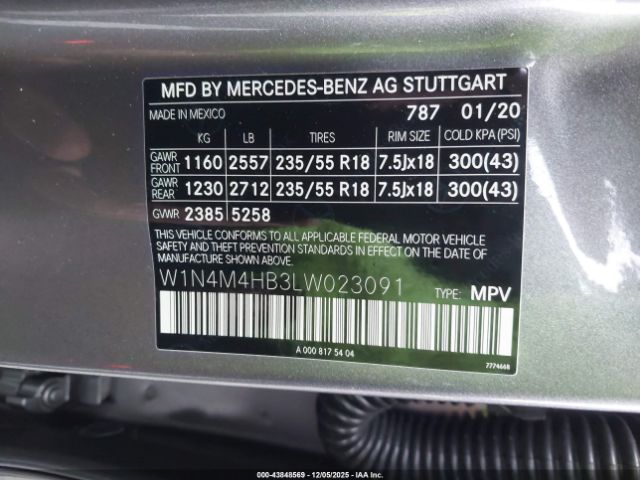 MFD BY MERCEDES-BENZ AG STUTTGART
MADE IN MEXICO 787 01/20
KG LB TIRES RIM SIZE COLD KPA (PSI)
GAWR FRONT 1160 2557 235/55 R18 7.5Jx18 300(43)
GAWR REAR 1230 2712 235/55 R18 7.5Jx18 300(43)
GVWR 2385 5258
THIS VEHICLE CONFORMS TO ALL APPLICABLE FEDERAL MOTOR VEHICLE
SAFETY AND THEFT PREVENTION STANDARDS IN EFFECT ON THE DATE
OF MANUFACTURE SHOWN ABOVE.
W1N4M4HB3LW023091 TYPE: MPV
A 000 817 54 04
7774668
000-43848569 | 12/05/2025 - IAA Inc.